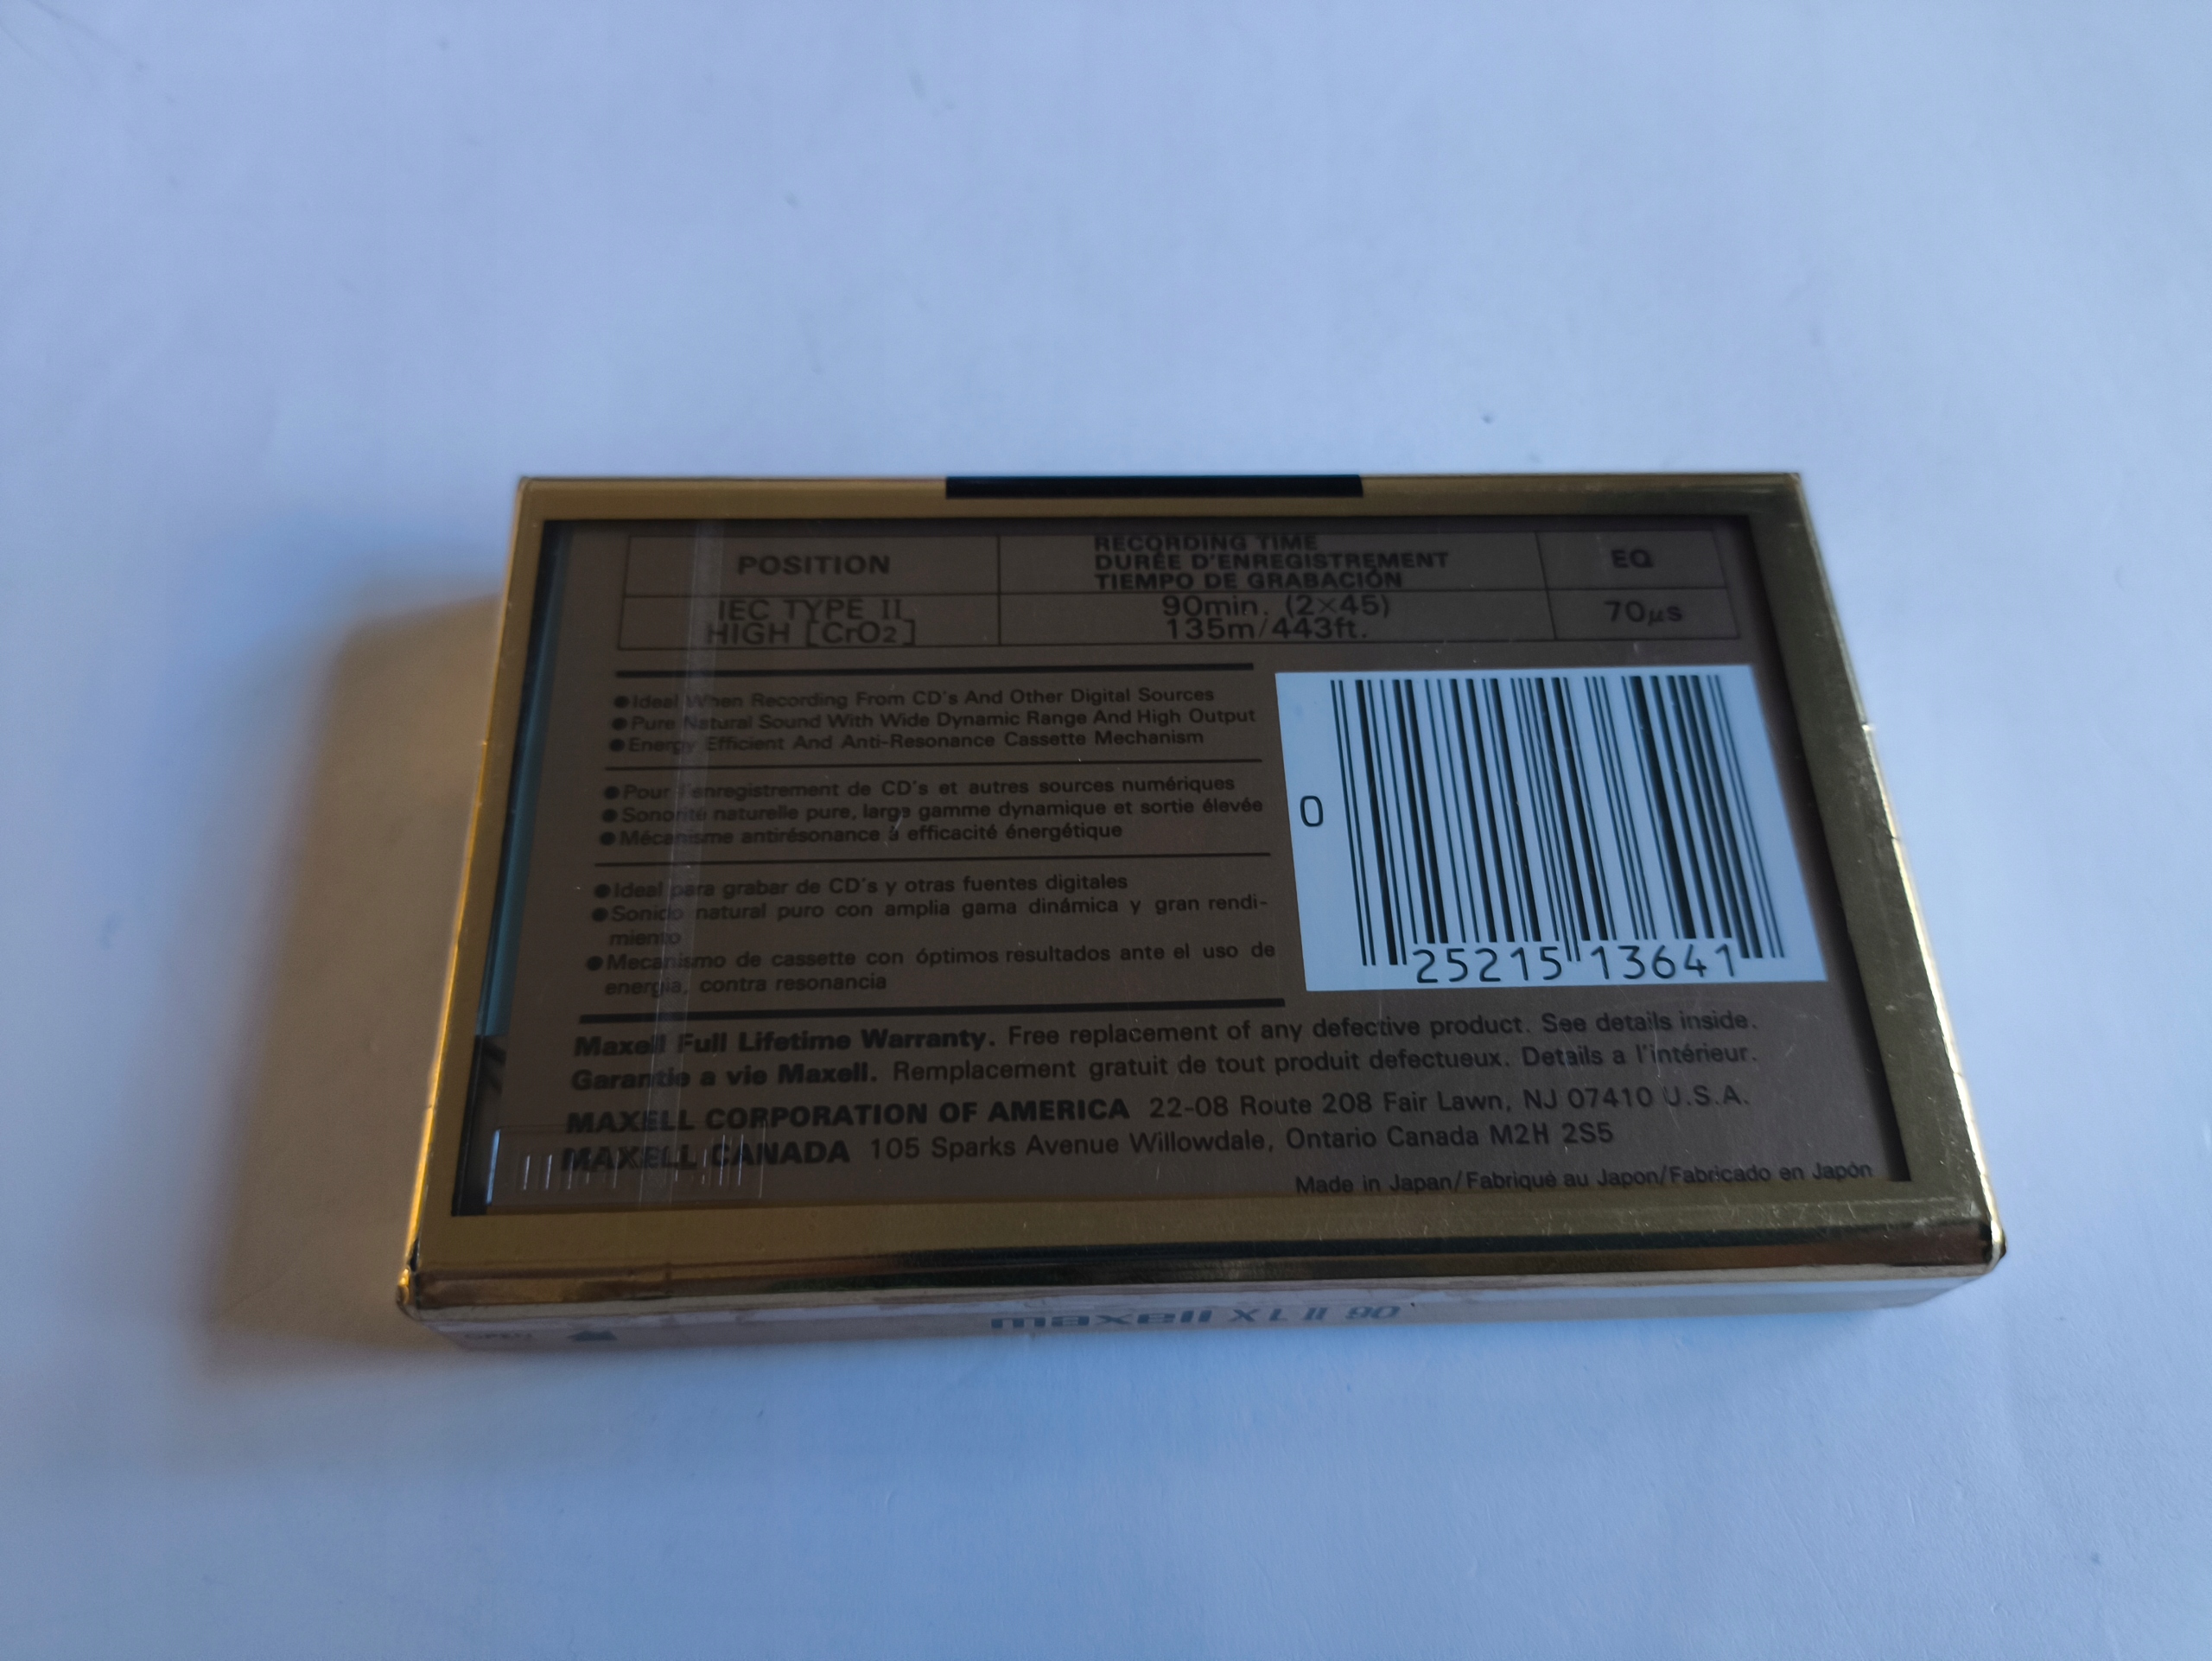 POSITION
RECORDING TIME
DURÉE D'ENREGISTREMENT
TIEMPO DE GRABACIÓN
EQ
IEC TYPE II
HIGH [CrO2]
90min. (2×45)
135m/443ft.
70μs
●Ideal When Recording From CD's And Other Digital Sources
●Pure Natural Sound With Wide Dynamic Range And High Output
●Energy Efficient And Anti-Resonance Cassette Mechanism
●Pour l'enregistrement de CD's et autres sources numériques
●Sonorité naturelle pure, large gamme dynamique et sortie élevée
●Mécanisme antirésonance à efficacité énergétique
●Ideal para grabar de CD's y otras fuentes digitales
●Sonido natural puro con amplia gama dinámica y gran rendi-
miento
●Mecanismo de cassette con óptimos resultados ante el uso de
energia, contra resonancia
0 25215 13641
Maxell Full Lifetime Warranty. Free replacement of any defective product. See details inside.
Garantie a vie Maxell. Remplacement gratuit de tout produit defectueux. Details a l'intérieur.
MAXELL CORPORATION OF AMERICA 22-08 Route 208 Fair Lawn, NJ 07410 U.S.A.
MAXELL CANADA 105 Sparks Avenue Willowdale, Ontario Canada M2H 2S5
Made in Japan/Fabriqué au Japon/Fabricado en Japón
OPEN
maxell XL II 90